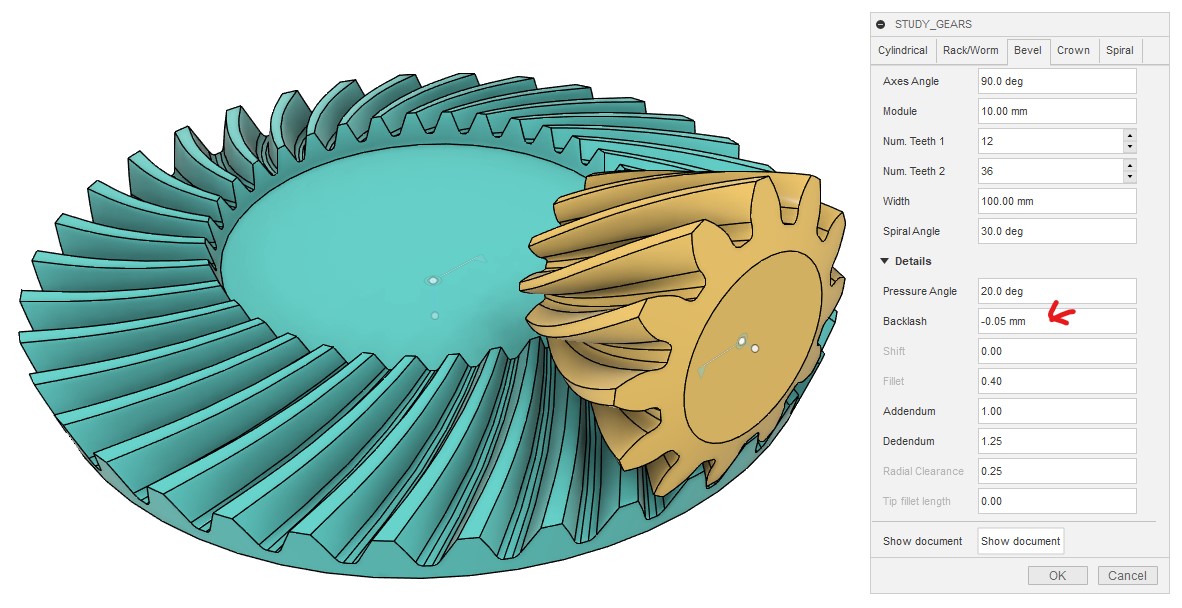 STUDY_GEARS
Cylindrical Rack/Worm Bevel Crown Spiral
Axes Angle 90.0 deg
Module 10.00 mm
Num. Teeth 1 12
Num. Teeth 2 36
Width 100.00 mm
Spiral Angle 30.0 deg
Details
Pressure Angle 20.0 deg
Backlash -0.05 mm
Shift 0.00
Fillet 0.40
Addendum 1.00
Dedendum 1.25
Radial Clearance 0.25
Tip fillet length 0.00
Show document Show document
OK Cancel